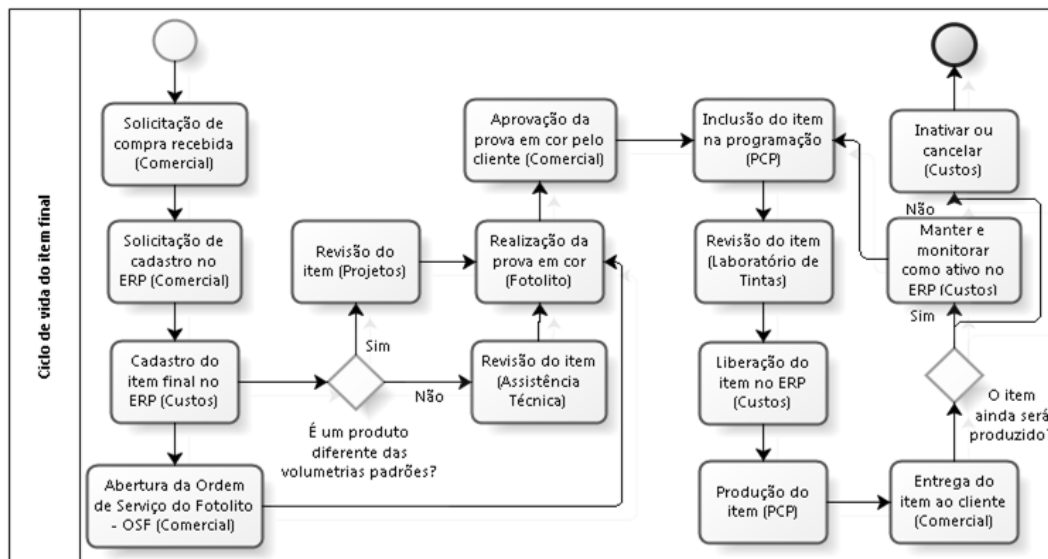 Ciclo de vida do item final
Solicitação de
compra recebida
(Comercial)
Solicitação de
cadastro no
ERP (Comercial)
Cadastro do
item final no
ERP (Custos)
Abertura da Ordem
de Serviço do Fotolito
- OSF (Comercial)
Revisão do
item (Projetos)
Sim
Não
É um produto
diferente das
volumetrias padrões?
Aprovação da
prova em cor pelo
cliente (Comercial)
Realização da
prova em cor
(Fotolito)
Revisão do item
(Assistência
Técnica)
Inclusão do item
na programação
(PCP)
Revisão do item
(Laboratório de
Tintas)
Liberação do
item no ERP
(Custos)
Produção do
item (PCP)
Inativar ou
cancelar
(Custos)
Não
Manter e
monitorar
como ativo no
ERP (Custos)
Sim
O item
ainda será
produzido?
Entrega do
item ao cliente
(Comercial)